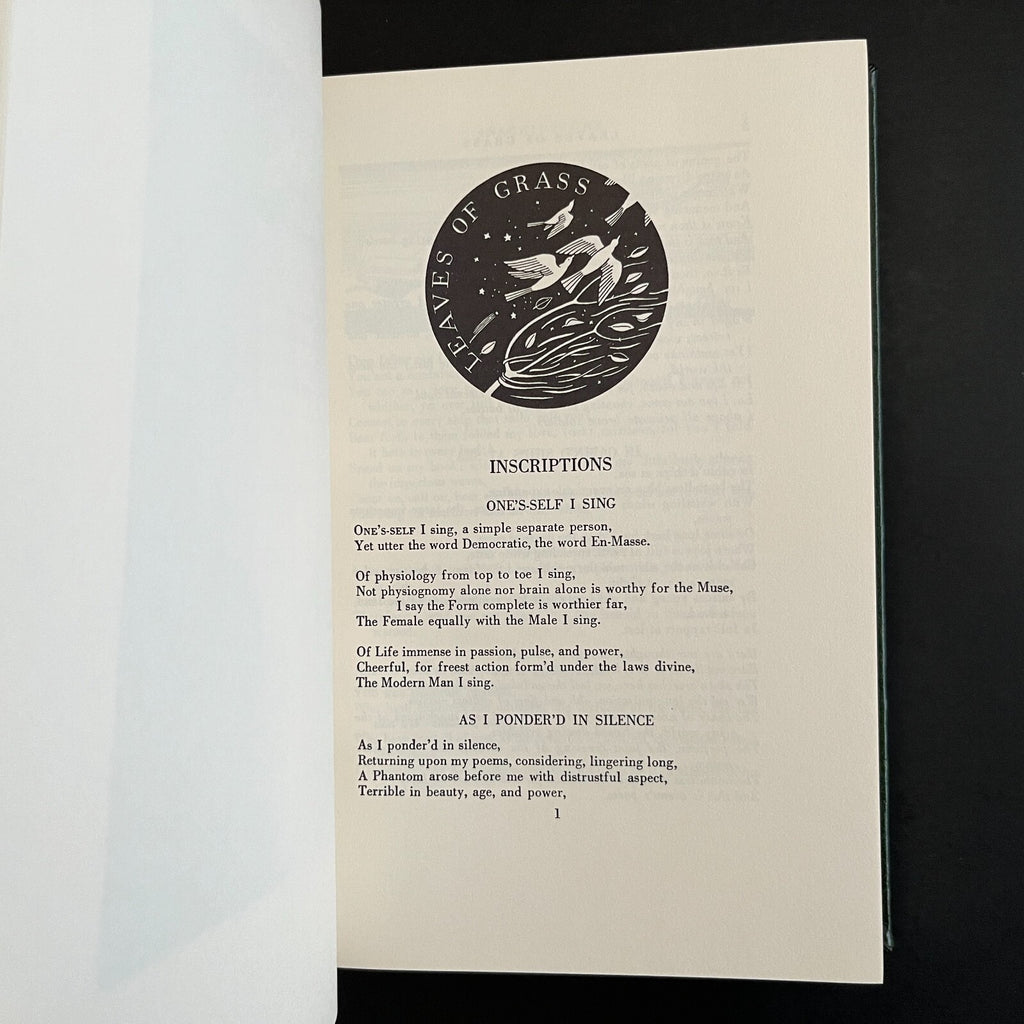 LEAVES OF GRASS
INSCRIPTIONS
ONE'S-SELF I SING
ONE'S-SELF I sing, a simple separate person,
Yet utter the word Democratic, the word En-Masse.
Of physiology from top to toe I sing,
Not physiognomy alone nor brain alone is worthy for the Muse,
I say the Form complete is worthier far,
The Female equally with the Male I sing.
Of Life immense in passion, pulse, and power,
Cheerful, for freest action form'd under the laws divine,
The Modern Man I sing.
AS I PONDER'D IN SILENCE
As I ponder'd in silence,
Returning upon my poems, considering, lingering long,
A Phantom arose before me with distrustful aspect,
Terrible in beauty, age, and power,
1